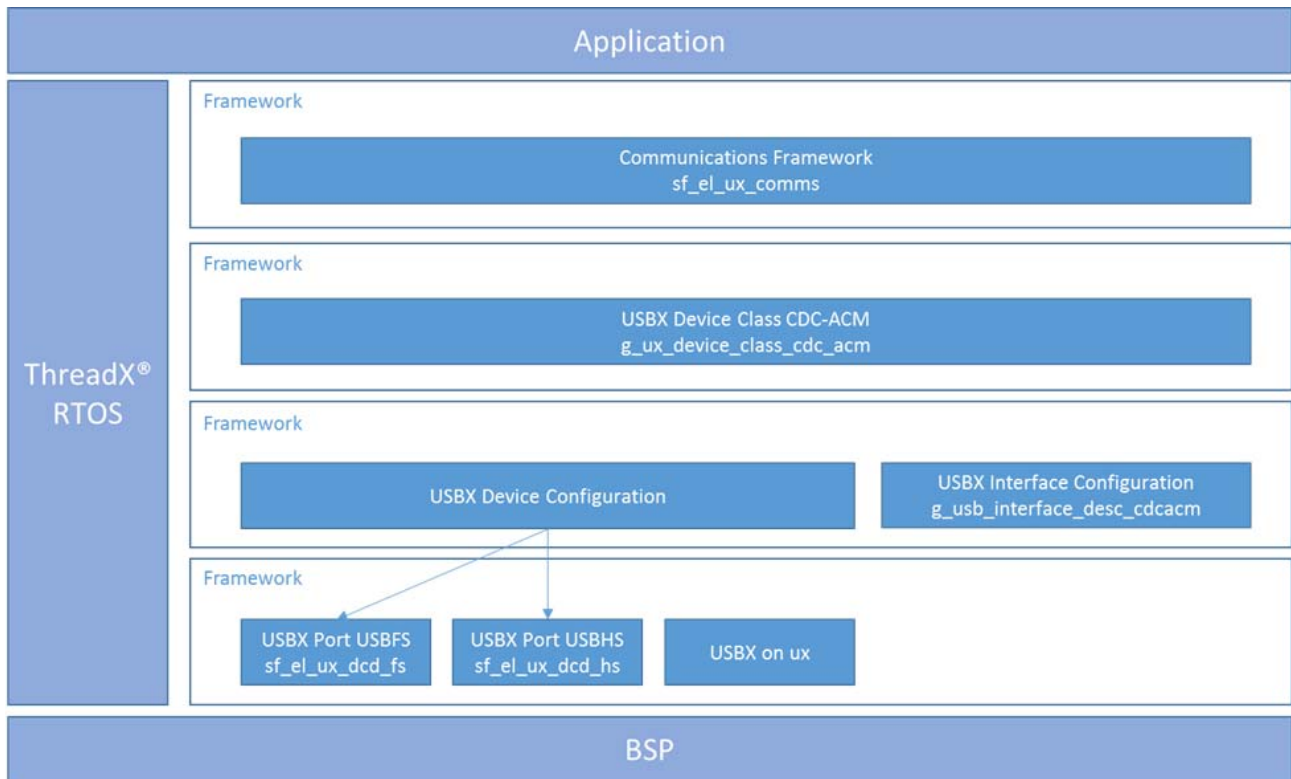 Application
ThreadX®
RTOS
Framework
Communications Framework
sf_el_ux_comms
Framework
USBX Device Class CDC-ACM
g_ux_device_class_cdc_acm
Framework
USBX Device Configuration
USBX Interface Configuration
g_usb_interface_desc_cdcacm
Framework
USBX Port USBFS
sf_el_ux_dcd_fs
USBX Port USBHS
sf_el_ux_dcd_hs
USBX on ux
BSP